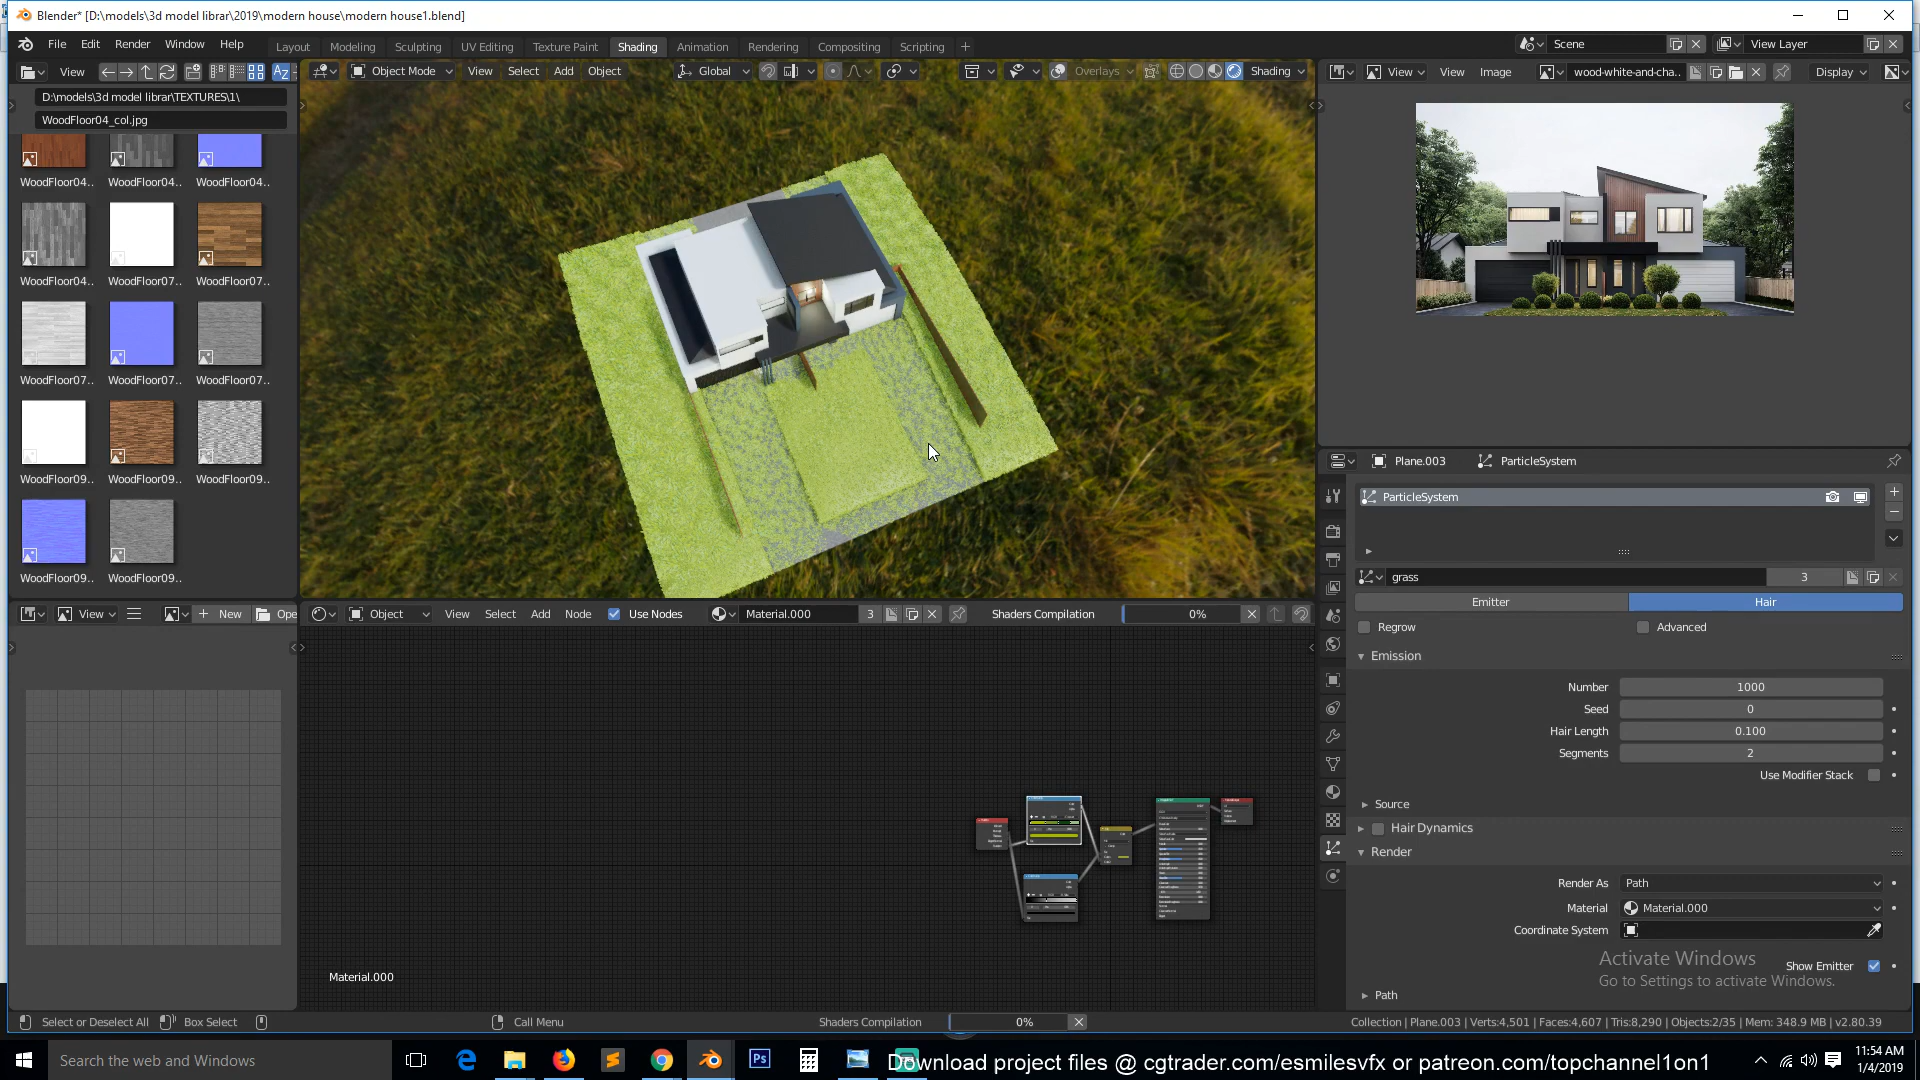 Blender* [D:\models\3d model librar\2019\modern house\modern house1.blend]
File Edit Render Window Help
Layout Modeling Sculpting UV Editing Texture Paint Shading Animation Rendering Compositing Scripting +
Scene
View Layer
View
Az
Object Mode View Select Add Object
Global
Overlays
Shading
View View Image
wood-white-and-cha..
Display
D:\models\3d model librar\TEXTURES\1\
WoodFloor04_col.jpg
WoodFloor04.. WoodFloor04.. WoodFloor04..
WoodFloor04.. WoodFloor07.. WoodFloor07..
WoodFloor07.. WoodFloor07.. WoodFloor07..
WoodFloor09.. WoodFloor09.. WoodFloor09..
WoodFloor09.. WoodFloor09..
Plane.003 ParticleSystem
ParticleSystem
grass 3
Emitter Hair
Regrow Advanced
Emission
Number 1000
Seed 0
Hair Length 0.100
Segments 2
Use Modifier Stack
Source
Hair Dynamics
Render
Render As Path
Material Material.000
Coordinate System
Show Emitter
Path
Activate Windows
Go to Settings to activate Windows.
View + New Ope
Object View Select Add Node Use Nodes Material.000 3 Shaders Compilation 0%
Material.000
Select or Deselect All Box Select Call Menu Shaders Compilation 0%
Collection | Plane.003 | Verts:4,501 | Faces:4,607 | Tris:8,290 | Objects:2/35 | Mem: 348.9 MB | v2.80.39
Search the web and Windows
Ps
Download project files @ cgtrader.com/esmilesvfx or patreon.com/topchannel1on1
11:54 AM
1/4/2019